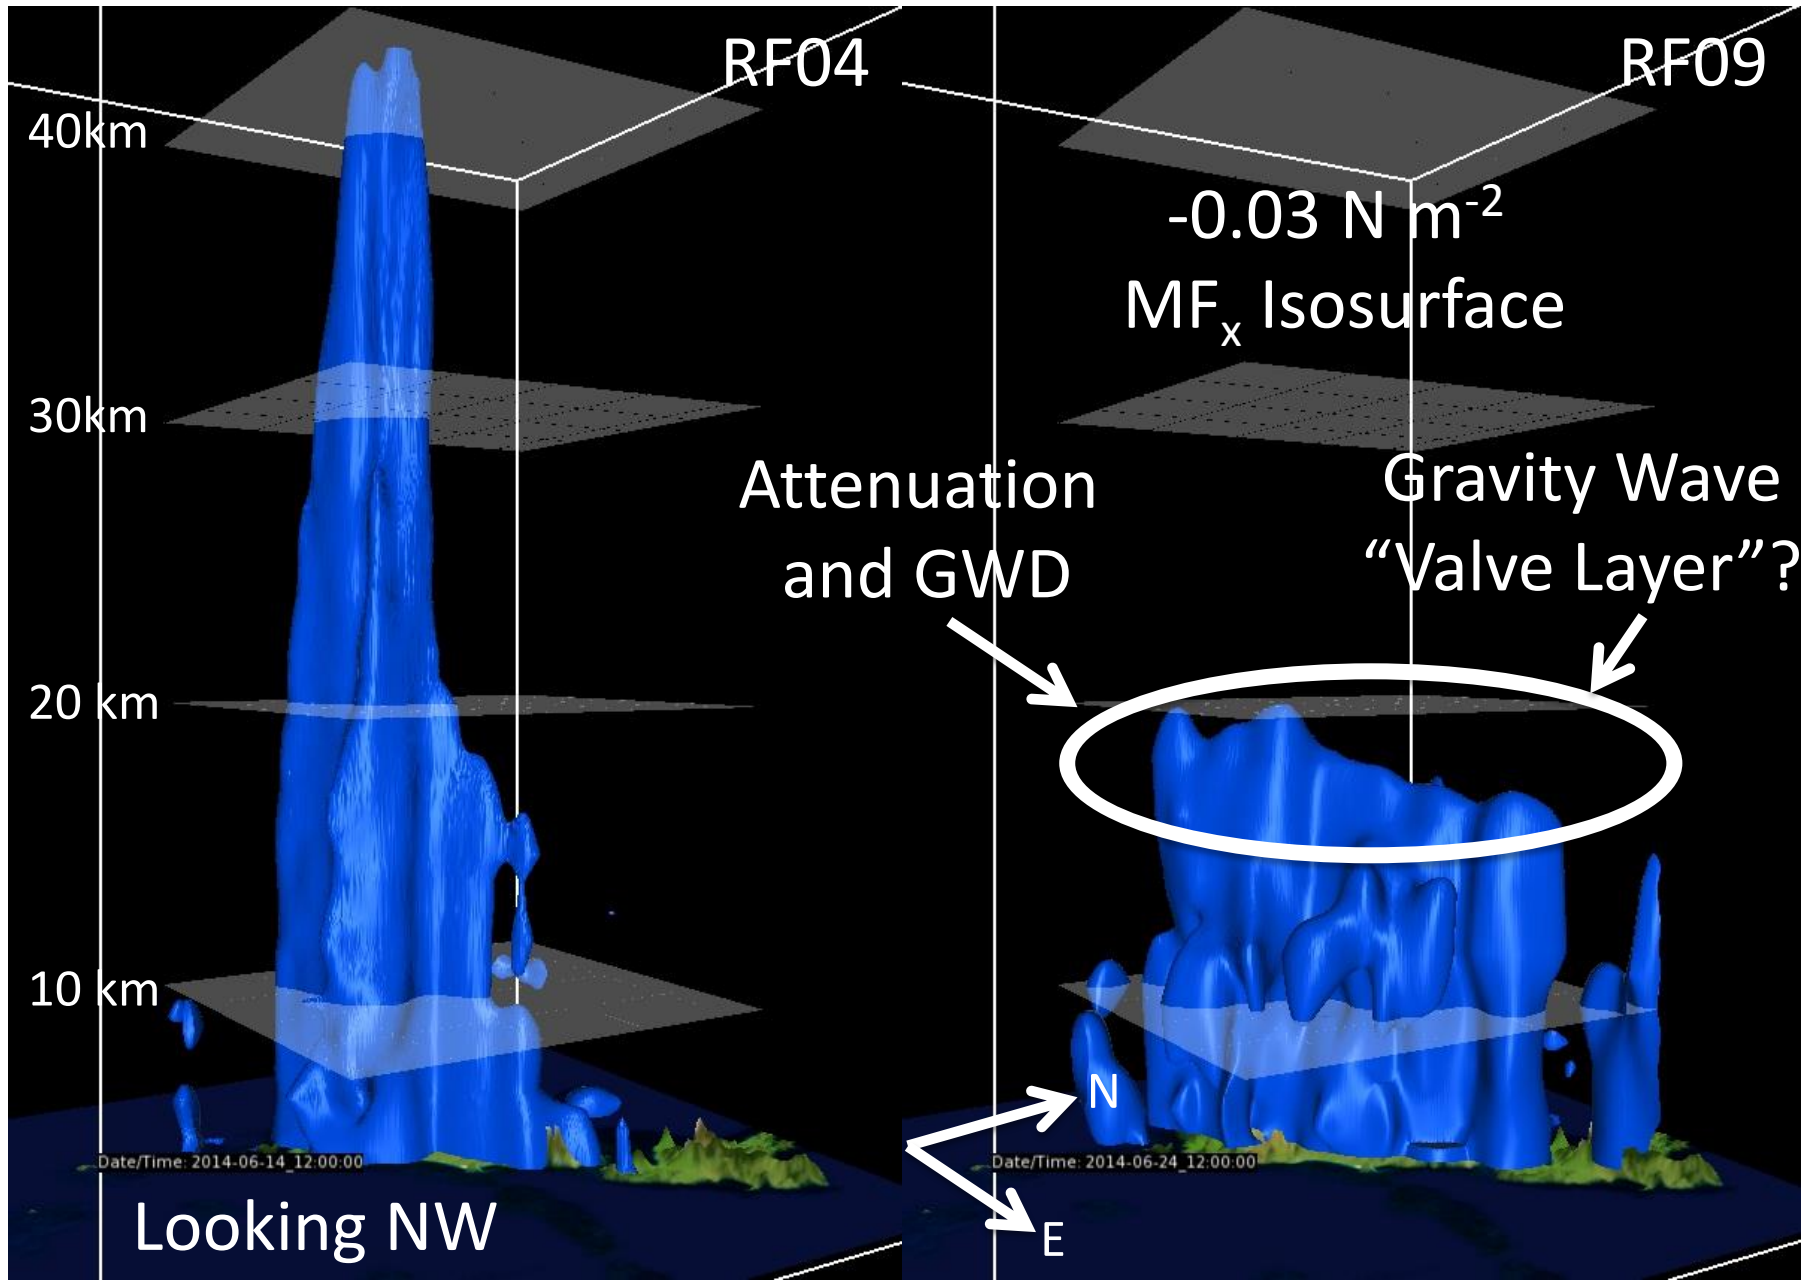 RF04
40km
30km
20 km
10 km
Date/Time: 2014-06-14_12:00:00
Looking NW
RF09
-0.03 N m⁻²
MFₓ Isosurface
Attenuation
and GWD
Gravity Wave
“Valve Layer”?
N
E
Date/Time: 2014-06-24_12:00:00